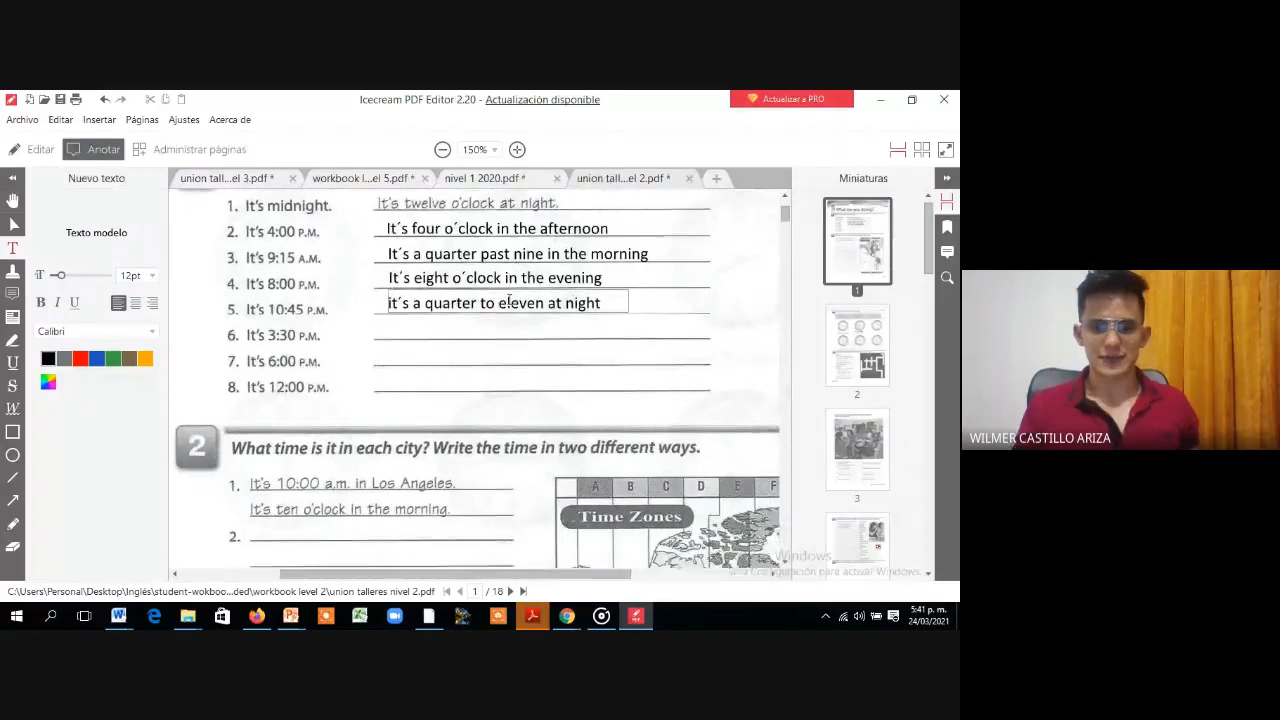 Icecream PDF Editor 2.20 - Actualización disponible
Actualizar a PRO
Archivo Editar Insertar Páginas Ajustes Acerca de
Editar Anotar Administrar páginas 150%
Nuevo texto
union tall...el 3.pdf * workbook l...el 5.pdf * nivel 1 2020.pdf * union tall...el 2.pdf *
Miniaturas
Texto modelo
12pt
B I U
Calibri
1. It's midnight. It's twelve o'clock at night.
2. It's 4:00 P.M. It´s four o´clock in the afternoon
3. It's 9:15 A.M. It´s a quarter past nine in the morning
4. It's 8:00 P.M. It´s eight o´clock in the evening
5. It's 10:45 P.M. it´s a quarter to eleven at night
6. It's 3:30 P.M.
7. It's 6:00 P.M.
8. It's 12:00 P.M.
2 What time is it in each city? Write the time in two different ways.
1. It's 10:00 a.m. in Los Angeles.
It's ten o'clock in the morning.
2.
A B C D E F
Time Zones
1
2
3
Windows
Configuración para activar Windows.
C:\Users\Personal\Desktop\Inglés\student-wokboo...ded\workbook level 2\union talleres nivel 2.pdf 1 / 18
5:41 p. m.
24/03/2021
WILMER CASTILLO ARIZA